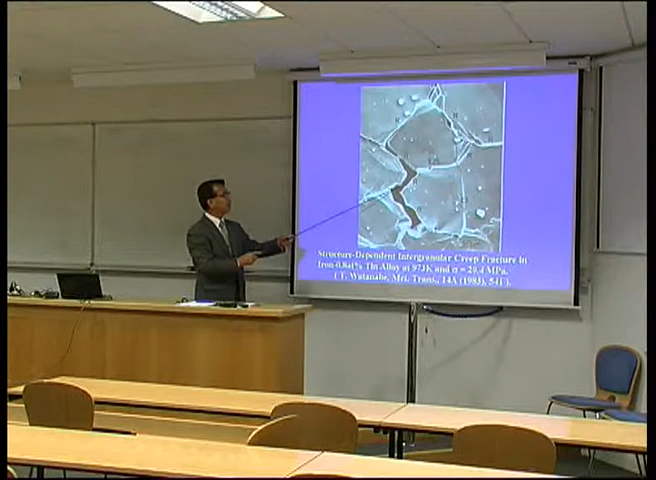 Structure-Dependent Intergranular Creep Fracture in
Iron-0.8at% Tin Alloy at 973K and σ = 29.4 MPa.
( T. Watanabe, Met. Trans., 14A (1983), 541 ).